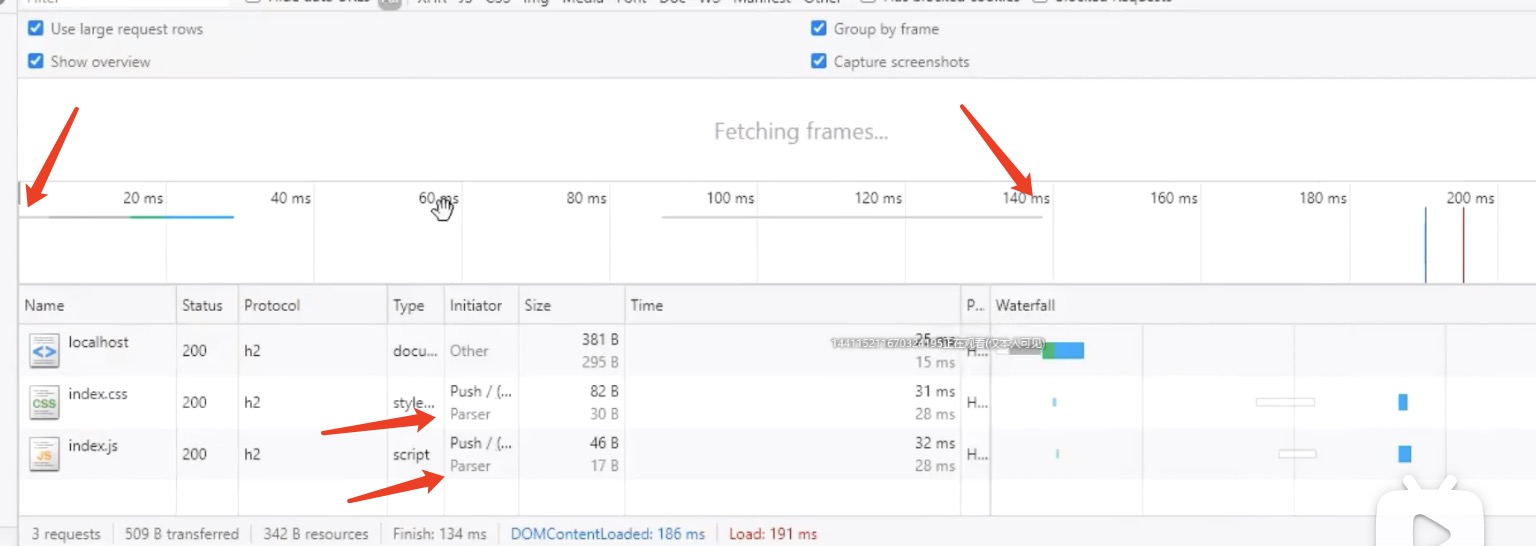 Use large request rows
Group by frame
Show overview
Capture screenshots
Fetching frames...
20 ms 40 ms 60 ms 80 ms 100 ms 120 ms 140 ms 160 ms 180 ms 200 ms
Name Status Protocol Type Initiator Size Time P... Waterfall
localhost 200 h2 docu... Other 381 B 25 ms H...
295 B 15 ms
index.css 200 h2 style... Push / (... 82 B 31 ms H...
CSS
Parser 30 B 28 ms
index.js 200 h2 script Push / (... 46 B 32 ms H...
JS
Parser 17 B 28 ms
3 requests 509 B transferred 342 B resources Finish: 134 ms DOMContentLoaded: 186 ms Load: 191 ms